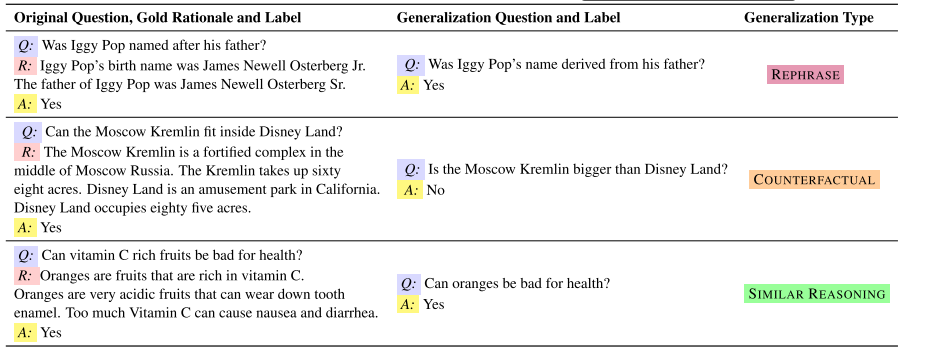 Original Question, Gold Rationale and Label Generalization Question and Label Generalization Type
Q: Was Iggy Pop named after his father?
R: Iggy Pop's birth name was James Newell Osterberg Jr.
The father of Iggy Pop was James Newell Osterberg Sr.
A: Yes
Q: Was Iggy Pop's name derived from his father?
A: Yes
REPHRASE
Q: Can the Moscow Kremlin fit inside Disney Land?
R: The Moscow Kremlin is a fortified complex in the
middle of Moscow Russia. The Kremlin takes up sixty
eight acres. Disney Land is an amusement park in California.
Disney Land occupies eighty five acres.
A: Yes
Q: Is the Moscow Kremlin bigger than Disney Land?
A: No
COUNTERFACTUAL
Q: Can vitamin C rich fruits be bad for health?
R: Oranges are fruits that are rich in vitamin C.
Oranges are very acidic fruits that can wear down tooth
enamel. Too much Vitamin C can cause nausea and diarrhea.
A: Yes
Q: Can oranges be bad for health?
A: Yes
SIMILAR REASONING